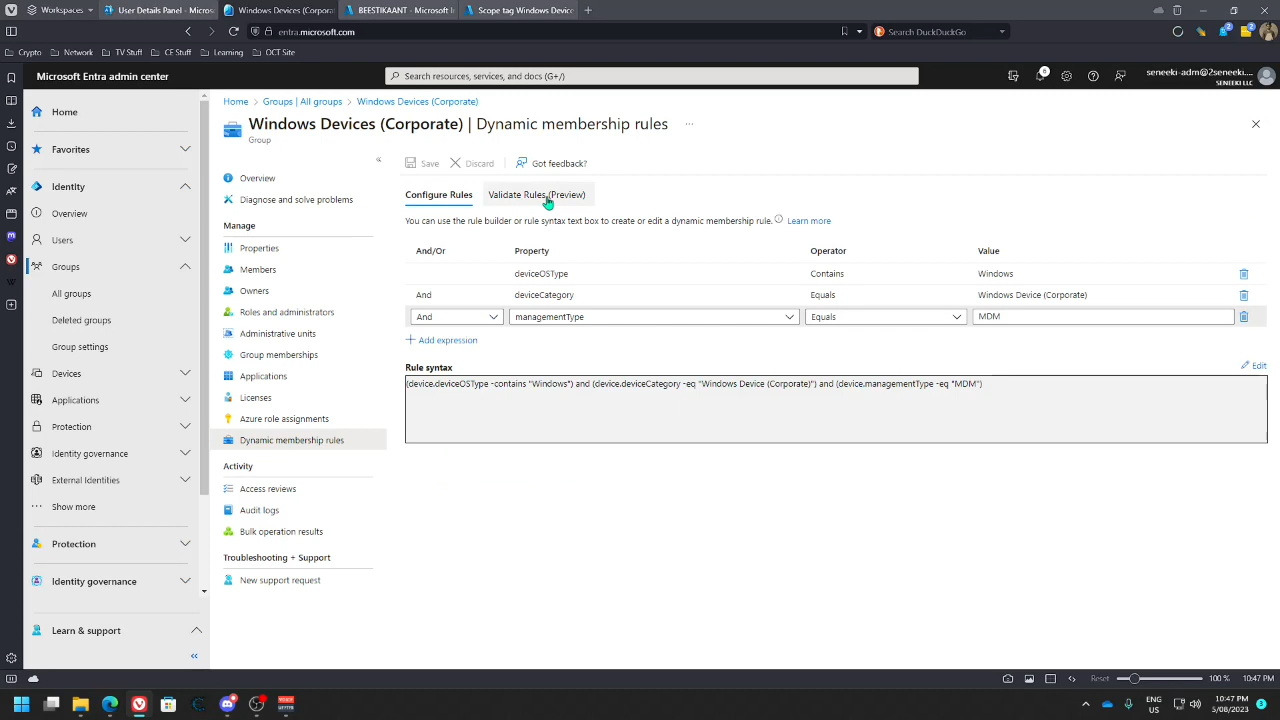 Workspaces
User Details Panel - Micros
Windows Devices (Corporat
BEESTIKAANT - Microsoft I
Scope tag Windows Device
entra.microsoft.com
Search DuckDuckGo
2
2
Crypto
Network
TV Stuff
CE Stuff
Learning
OCT Site
Microsoft Entra admin center
Search resources, services, and docs (G+/)
0
seneeki-adm@2seneeki....
SENEEKI LLC
Home
Favorites
Identity
Overview
Users
Groups
All groups
Deleted groups
Group settings
Devices
Applications
Protection
Identity governance
External Identities
Show more
Protection
Identity governance
Learn & support
Home > Groups | All groups > Windows Devices (Corporate)
Windows Devices (Corporate) | Dynamic membership rules
Group
Overview
Diagnose and solve problems
Manage
Properties
Members
Owners
Roles and administrators
Administrative units
Group memberships
Applications
Licenses
Azure role assignments
Dynamic membership rules
Activity
Access reviews
Audit logs
Bulk operation results
Troubleshooting + Support
New support request
Save
Discard
Got feedback?
Configure Rules
Validate Rules (Preview)
You can use the rule builder or rule syntax text box to create or edit a dynamic membership rule. Learn more
And/Or Property Operator Value
deviceOSType Contains Windows
And deviceCategory Equals Windows Device (Corporate)
And managementType Equals MDM
Add expression
Rule syntax
Edit
(device.deviceOSType -contains "Windows") and (device.deviceCategory -eq "Windows Device (Corporate)") and (device.managementType -eq "MDM")
Reset
100 %
10:47 PM
ENG
US
10:47 PM
5/08/2023
3